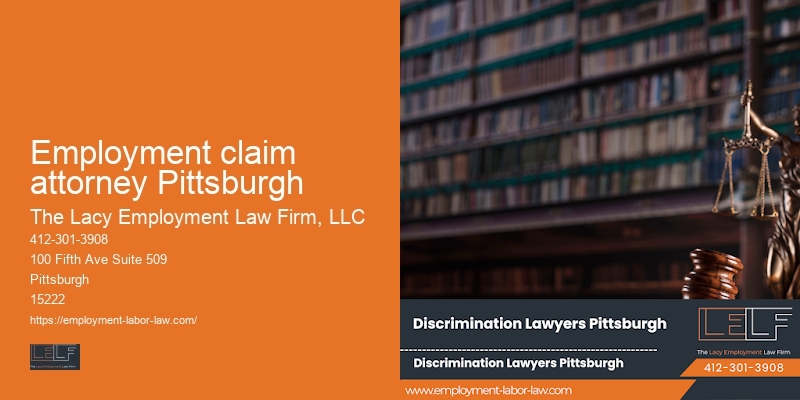 Employment claim
attorney Pittsburgh
The Lacy Employment Law Firm, LLC
412-301-3908
100 Fifth Ave Suite 509
Pittsburgh
15222
https://employment-labor-law.com/
LELF
The Lacy Employment Law Firm
Discrimination Lawyers Pittsburgh
Discrimination Lawyers Pittsburgh
LELF
The Lacy Employment Law Firm
412-301-3908
www.employment-labor-law.com